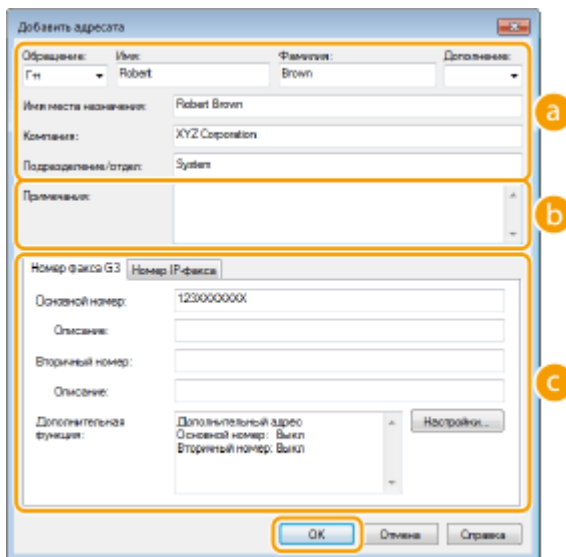 Добавить адресата
Обращение: Имя: Фамилия: Дополнение:
Г-н Robert Brown
Имя места назначения: Robert Brown
Компания: XYZ Corporation
Подразделение/отдел: System
a
Примечания:
b
Номер факса G3 Номер IP-факса
Основной номер: 123XXXXXXX
Описание:
Вторичный номер:
Описание:
c
Дополнительная функция:
Дополнительный адрес
Основной номер: Выкл
Вторичный номер: Выкл
Настройки...
OK Отмена Справка